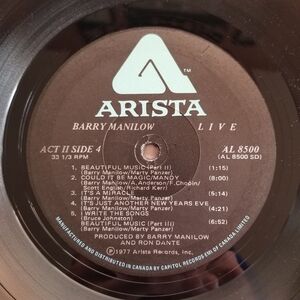 TM
ARISTA
BARRY MANILOW LIVE
ACT II SIDE 4 AL 8500
33 1/3 RPM (AL 8500 SD)
1. BEAUTIFUL MUSIC (Part II) (1:15)
(Barry Manilow/Marty Panzer)
2. COULD IT BE MAGIC/MANDY (8:00)
(Barry Manilow/A. Anderson/F. Chopin/
Scott English/Richard Kerr)
3. IT'S A MIRACLE (5:14)
(Barry Manilow/Marty Panzer)
4. IT'S JUST ANOTHER NEW YEARS EVE (4:21)
(Barry Manilow/Marty Panzer)
5. I WRITE THE SONGS
(Bruce Johnston)
BEAUTIFUL MUSIC (Part III) (6:52)
(Barry Manilow/Marty Panzer)
PRODUCED BY BARRY MANILOW
AND RON DANTE
℗1977 Arista Records, Inc.
MANUFACTURED AND DISTRIBUTED IN CANADA BY CAPITOL RECORDS EMI OF CANADA LIMITED